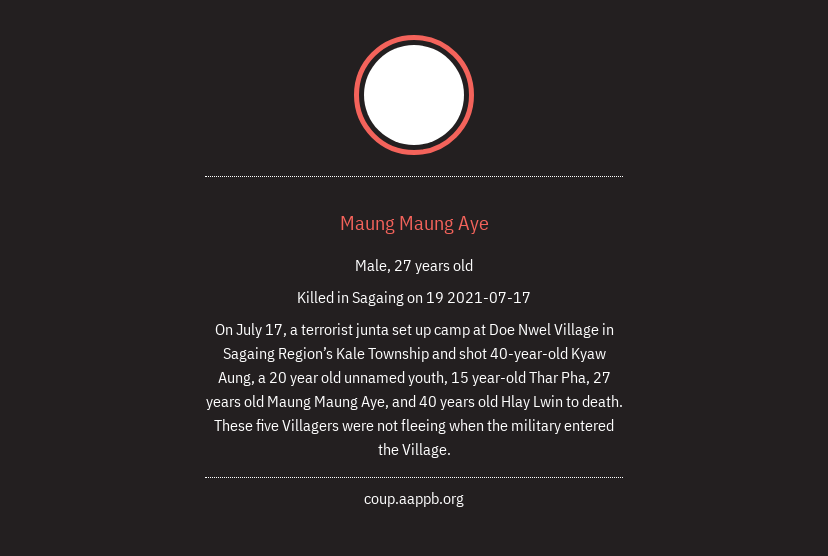 Maung Maung Aye
Male, 27 years old
Killed in Sagaing on 19 2021-07-17
On July 17, a terrorist junta set up camp at Doe Nwel Village in
Sagaing Region’s Kale Township and shot 40-year-old Kyaw
Aung, a 20 year old unnamed youth, 15 year-old Thar Pha, 27
years old Maung Maung Aye, and 40 years old Hlay Lwin to death.
These five Villagers were not fleeing when the military entered
the Village.
coup.aappb.org